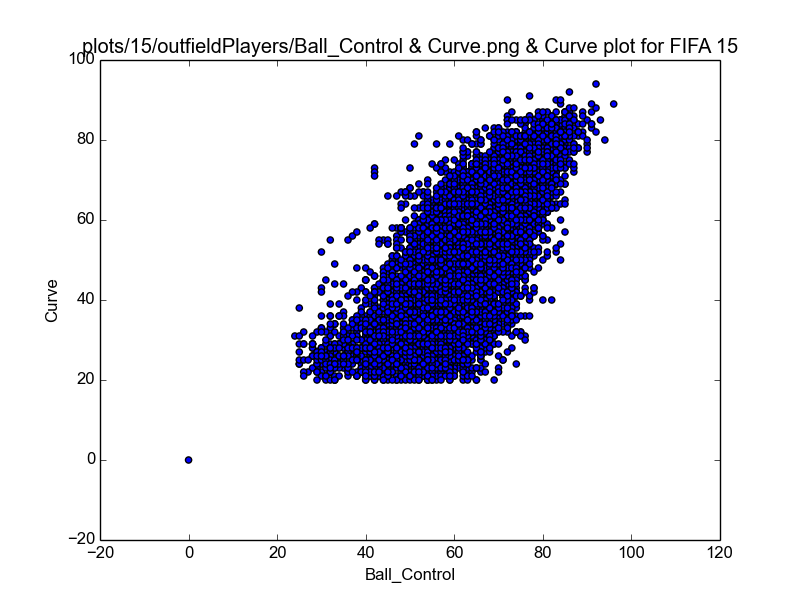 plots/15/outfieldPlayers/Ball_Control & Curve.png & Curve plot for FIFA 15
100
80
60
40
20
0
−20
Curve
−20 0 20 40 60 80 100 120
Ball_Control